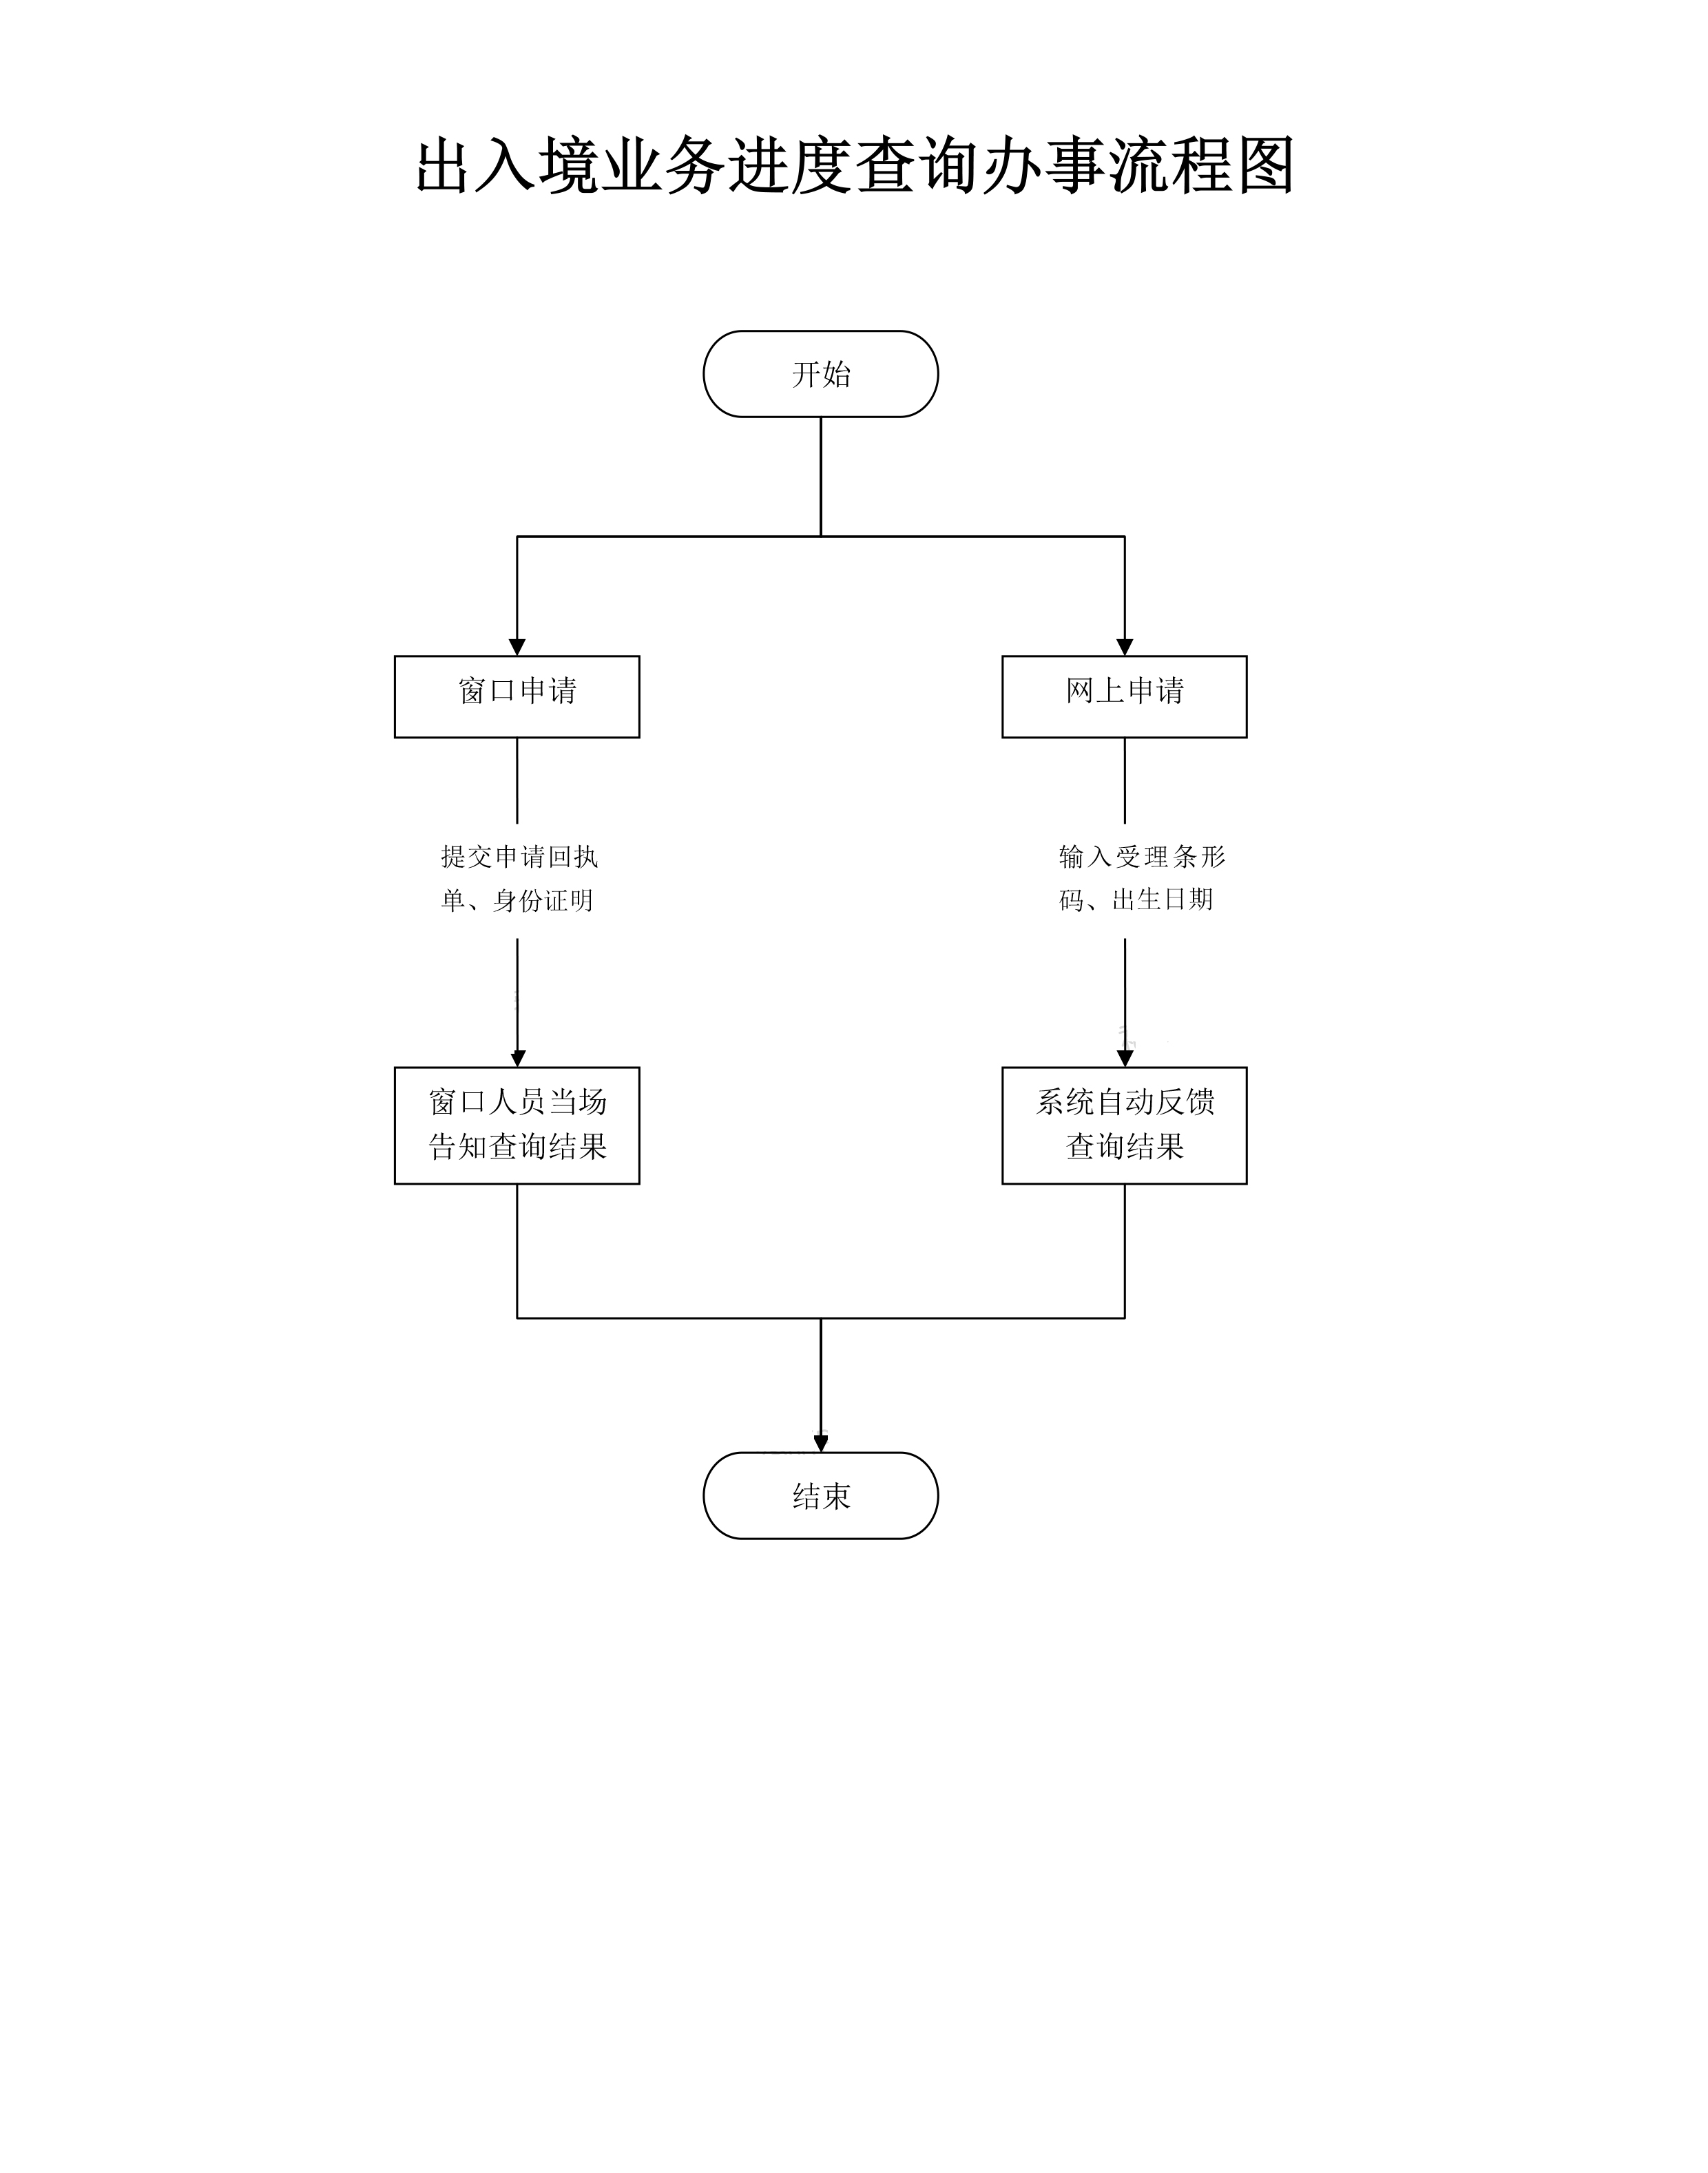 出入境业务进度查询办事流程图
开始
窗口申请
网上申请
提交申请回执
单、身份证明
输入受理条形
码、出生日期
窗口人员当场
告知查询结果
系统自动反馈
查询结果
结束